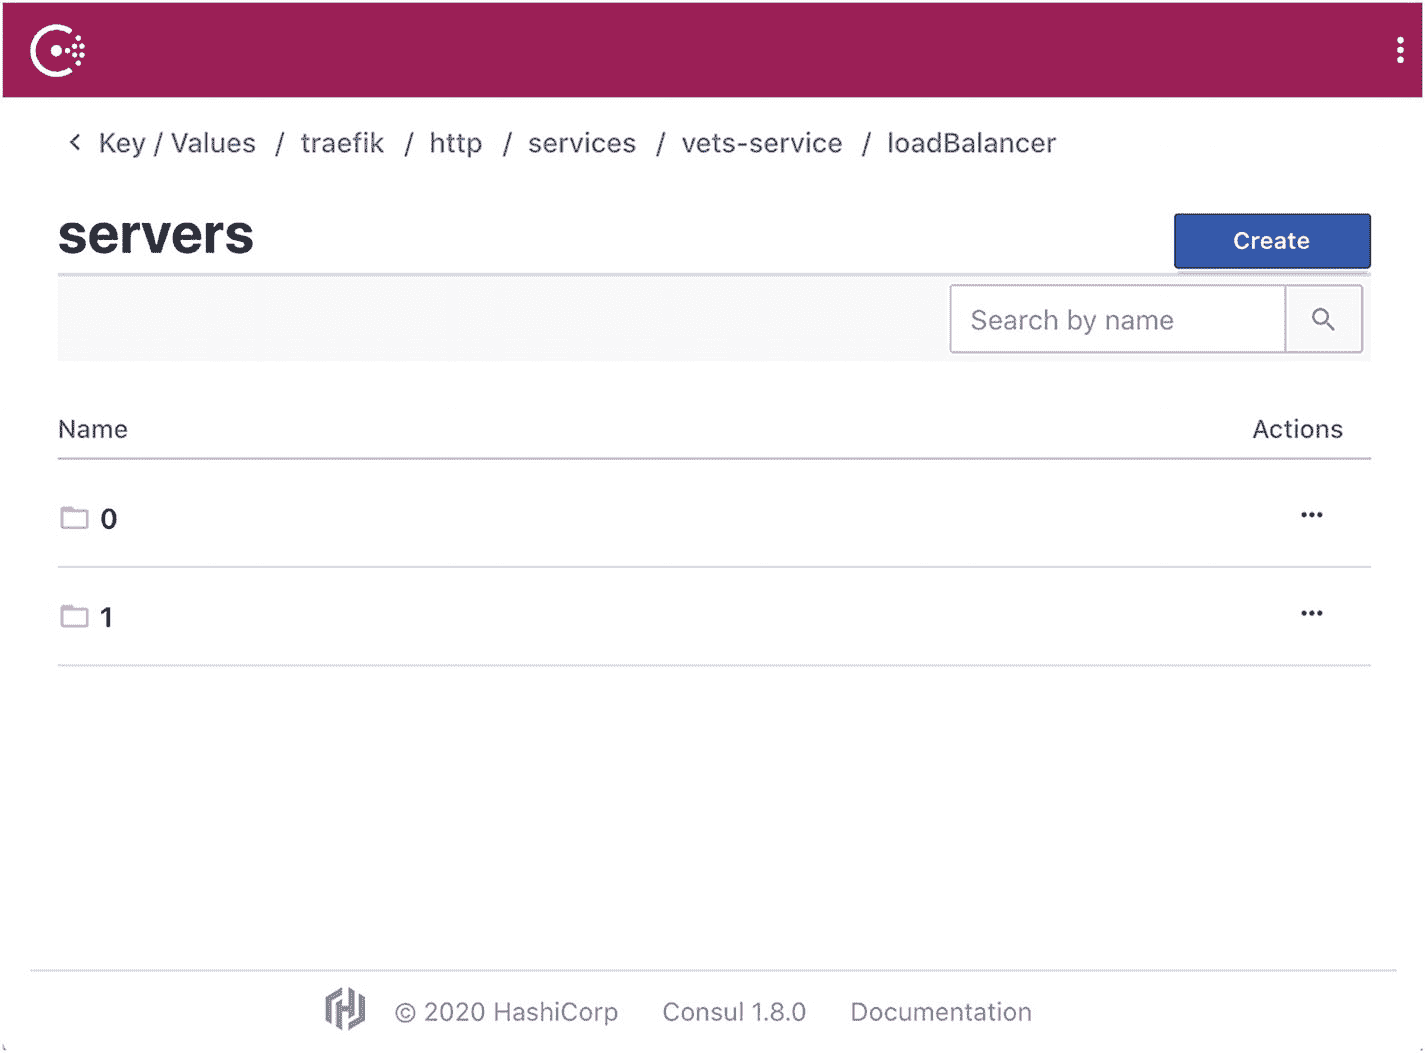 Key / Values / traefik / http / services / vets-service / loadBalancer
servers
Create
Search by name
Name Actions
0
1
© 2020 HashiCorp Consul 1.8.0 Documentation